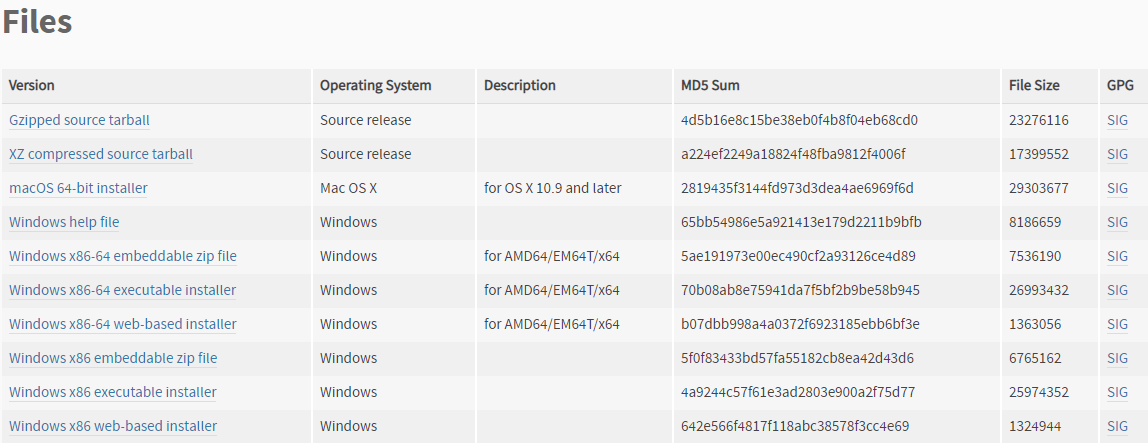 Files
Version Operating System Description MD5 Sum File Size GPG
Gzipped source tarball Source release 4d5b16e8c15be38eb0f4b8f04eb68cd0 23276116 SIG
XZ compressed source tarball Source release a224ef2249a18824f48fba9812f4006f 17399552 SIG
macOS 64-bit installer Mac OS X for OS X 10.9 and later 2819435f3144fd973d3dea4ae6969f6d 29303677 SIG
Windows help file Windows 65bb54986e5a921413e179d2211b9bfb 8186659 SIG
Windows x86-64 embeddable zip file Windows for AMD64/EM64T/x64 5ae191973e00ec490cf2a93126ce4d89 7536190 SIG
Windows x86-64 executable installer Windows for AMD64/EM64T/x64 70b08ab8e75941da7f5bf2b9be58b945 26993432 SIG
Windows x86-64 web-based installer Windows for AMD64/EM64T/x64 b07dbb998a4a0372f6923185ebb6bf3e 1363056 SIG
Windows x86 embeddable zip file Windows 5f0f83433bd57fa55182cb8ea42d43d6 6765162 SIG
Windows x86 executable installer Windows 4a9244c57f61e3ad2803e900a2f75d77 25974352 SIG
Windows x86 web-based installer Windows 642e566f4817f118abc38578f3cc4e69 1324944 SIG